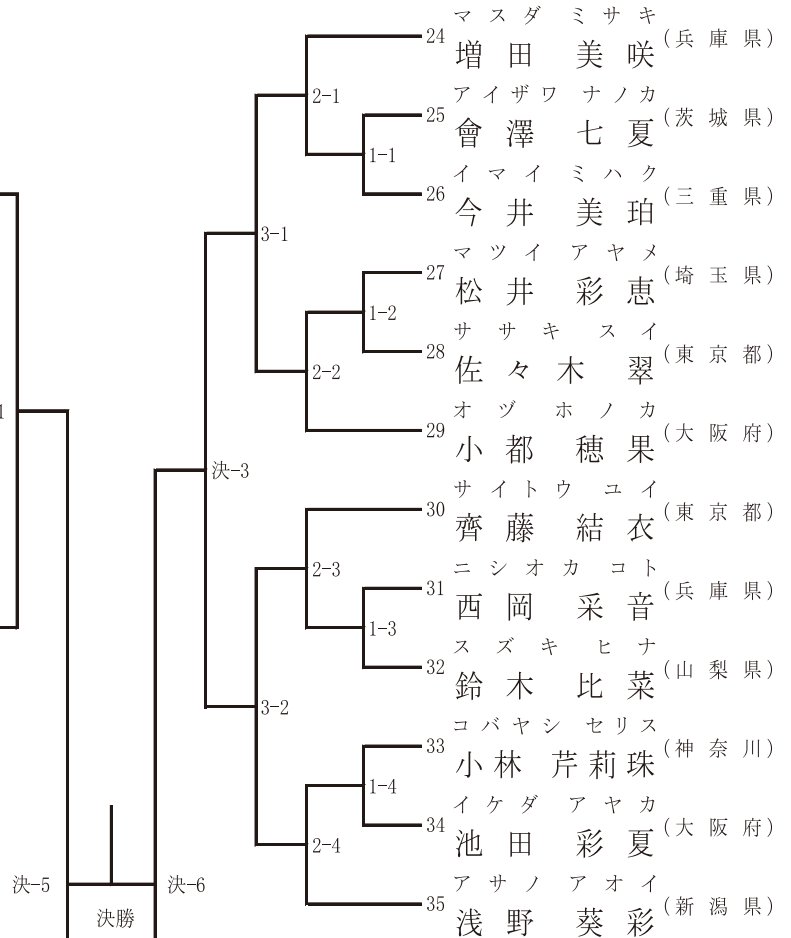 マスダ ミサキ
24 増田 美咲 (兵庫県)
2-1
アイザワ ナノカ
25 會澤 七夏 (茨城県)
1-1
イマイ ミハク
26 今井 美珀 (三重県)
3-1
マツイ アヤメ
27 松井 彩恵 (埼玉県)
1-2
ササキ スイ
28 佐々木 翠 (東京都)
2-2
オヅ ホノカ
29 小都 穂果 (大阪府)
1
決-3
サイトウ ユイ
30 齊藤 結衣 (東京都)
2-3
ニシオカ コト
31 西岡 采音 (兵庫県)
1-3
スズキ ヒナ
32 鈴木 比菜 (山梨県)
3-2
コバヤシ セリス
33 小林 芹莉珠 (神奈川)
1-4
イケダ アヤカ
34 池田 彩夏 (大阪府)
2-4
アサノ アオイ
35 浅野 葵彩 (新潟県)
決-5
決-6
決勝